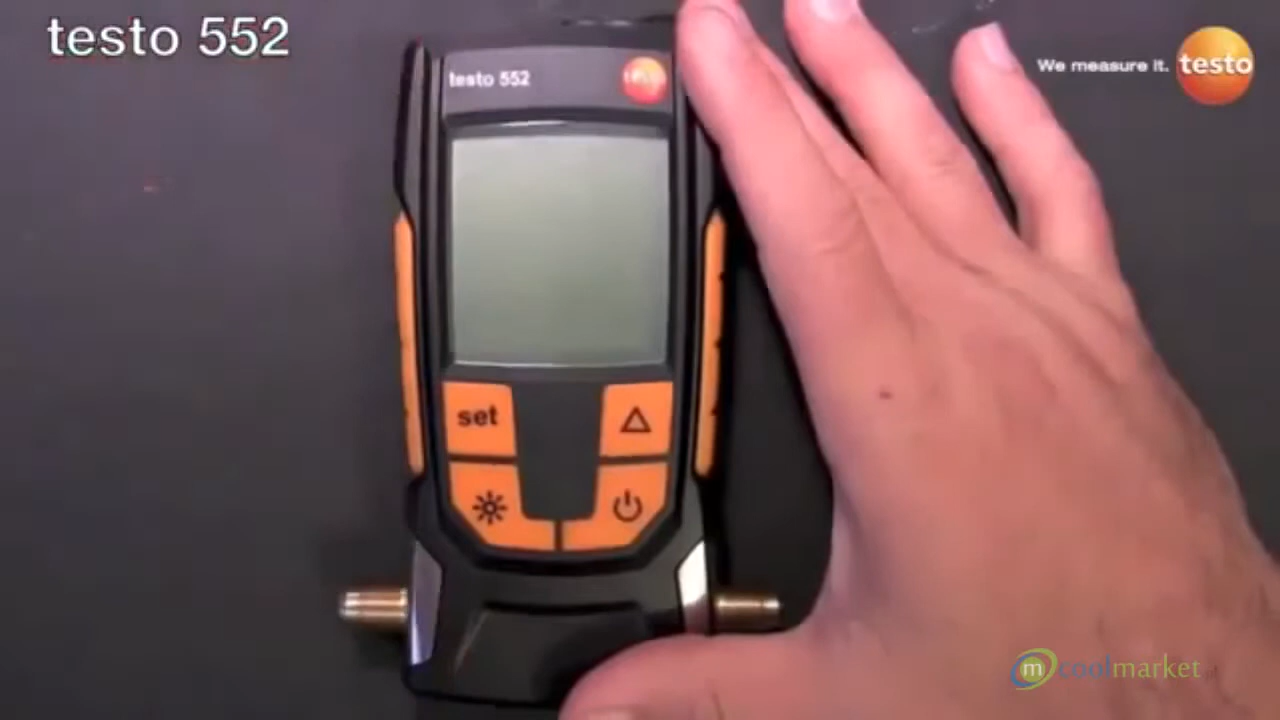 testo 552
We measure it. testo
testo 552
testo
set
m coolmarket